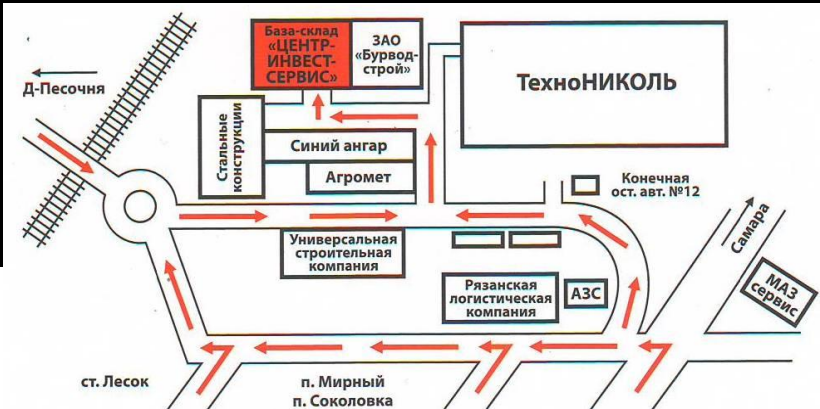 База-склад
«ЦЕНТР-
ИНВЕСТ-
СЕРВИС»
ЗАО
«Бурвод-
строй»
ТехноНИКОЛЬ
Д-Песочня
Стальные
конструкции
Синий ангар
Агромет
Конечная
ост. авт. №12
Самара
Универсальная
строительная
компания
Рязанская
логистическая
компания
АЗС
МАЗ
сервис
ст. Лесок
п. Мирный
п. Соколовка